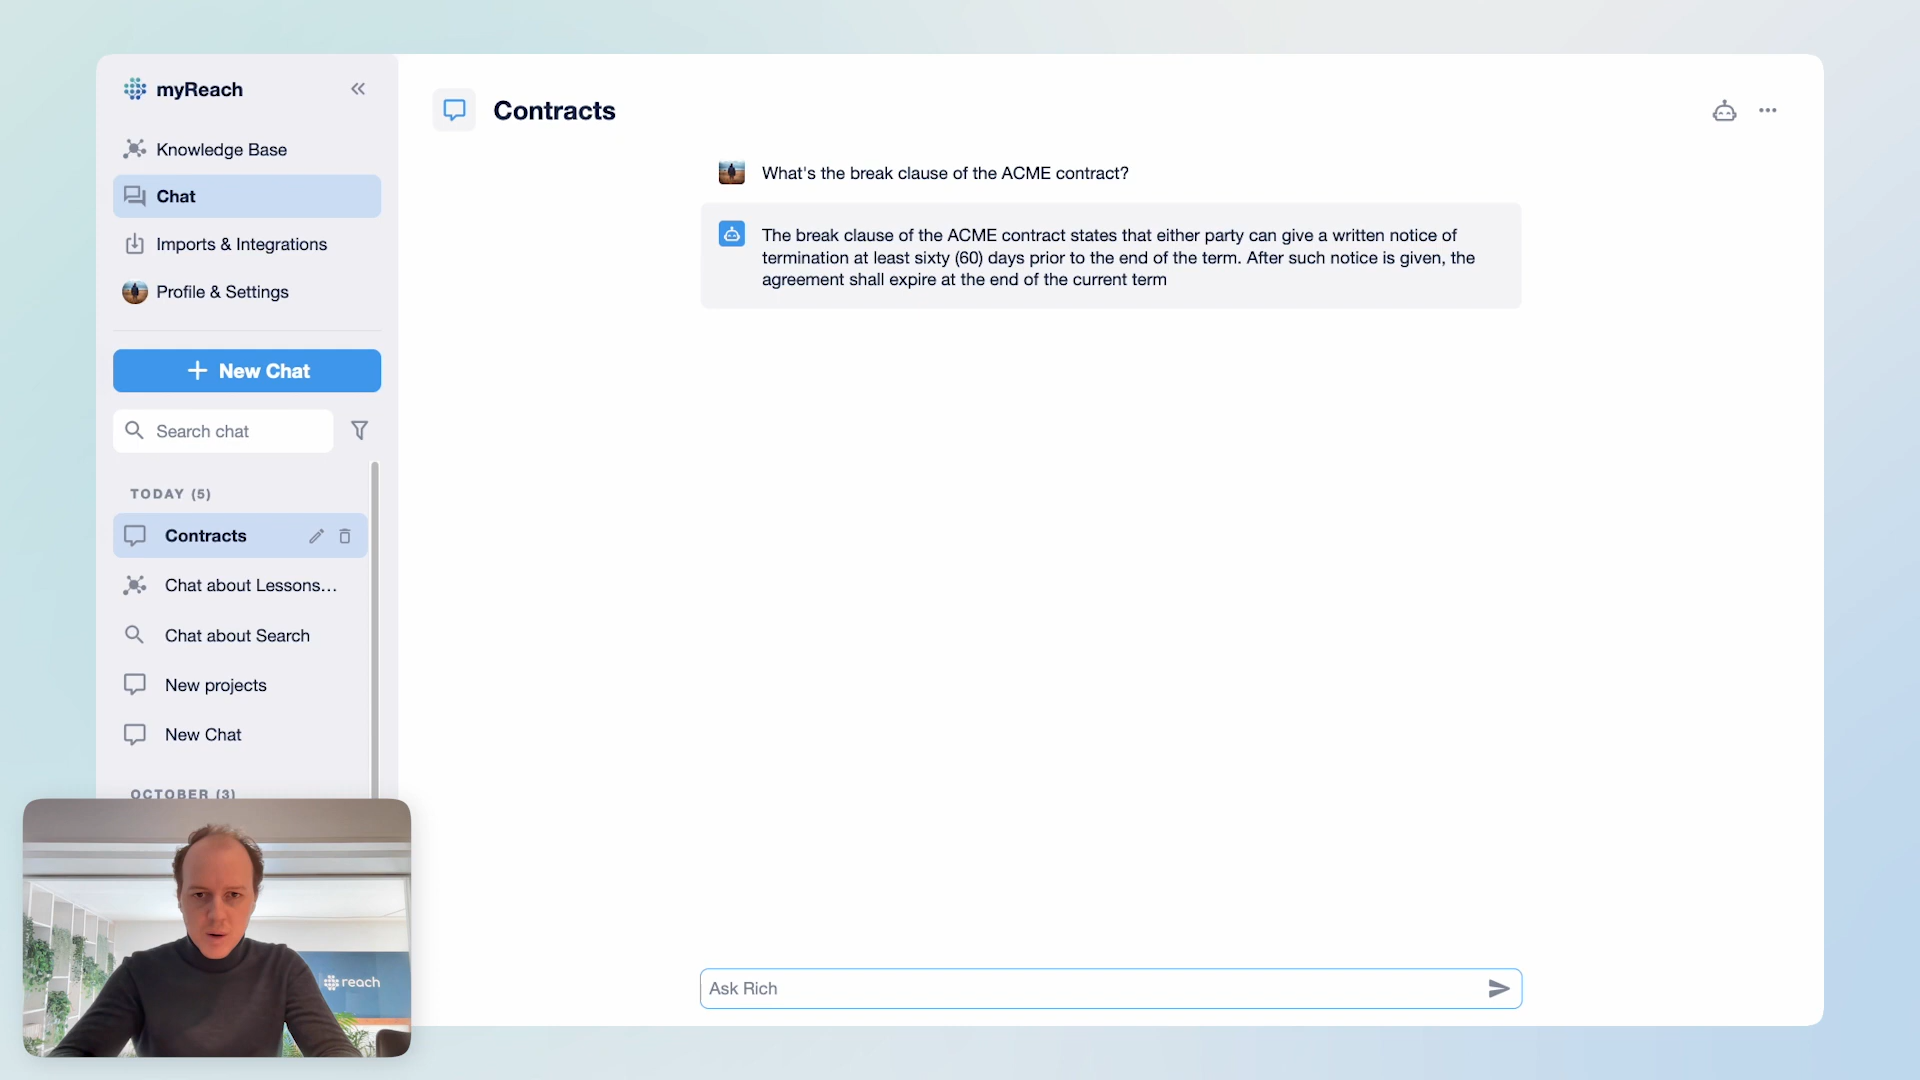 myReach
Knowledge Base
Chat
Imports & Integrations
Profile & Settings
New Chat
Search chat
TODAY (5)
Contracts
Chat about Lessons...
Chat about Search
New projects
New Chat
OCTOBER (3)
Contracts
What's the break clause of the ACME contract?
The break clause of the ACME contract states that either party can give a written notice of
termination at least sixty (60) days prior to the end of the term. After such notice is given, the
agreement shall expire at the end of the current term
Ask Rich
reach